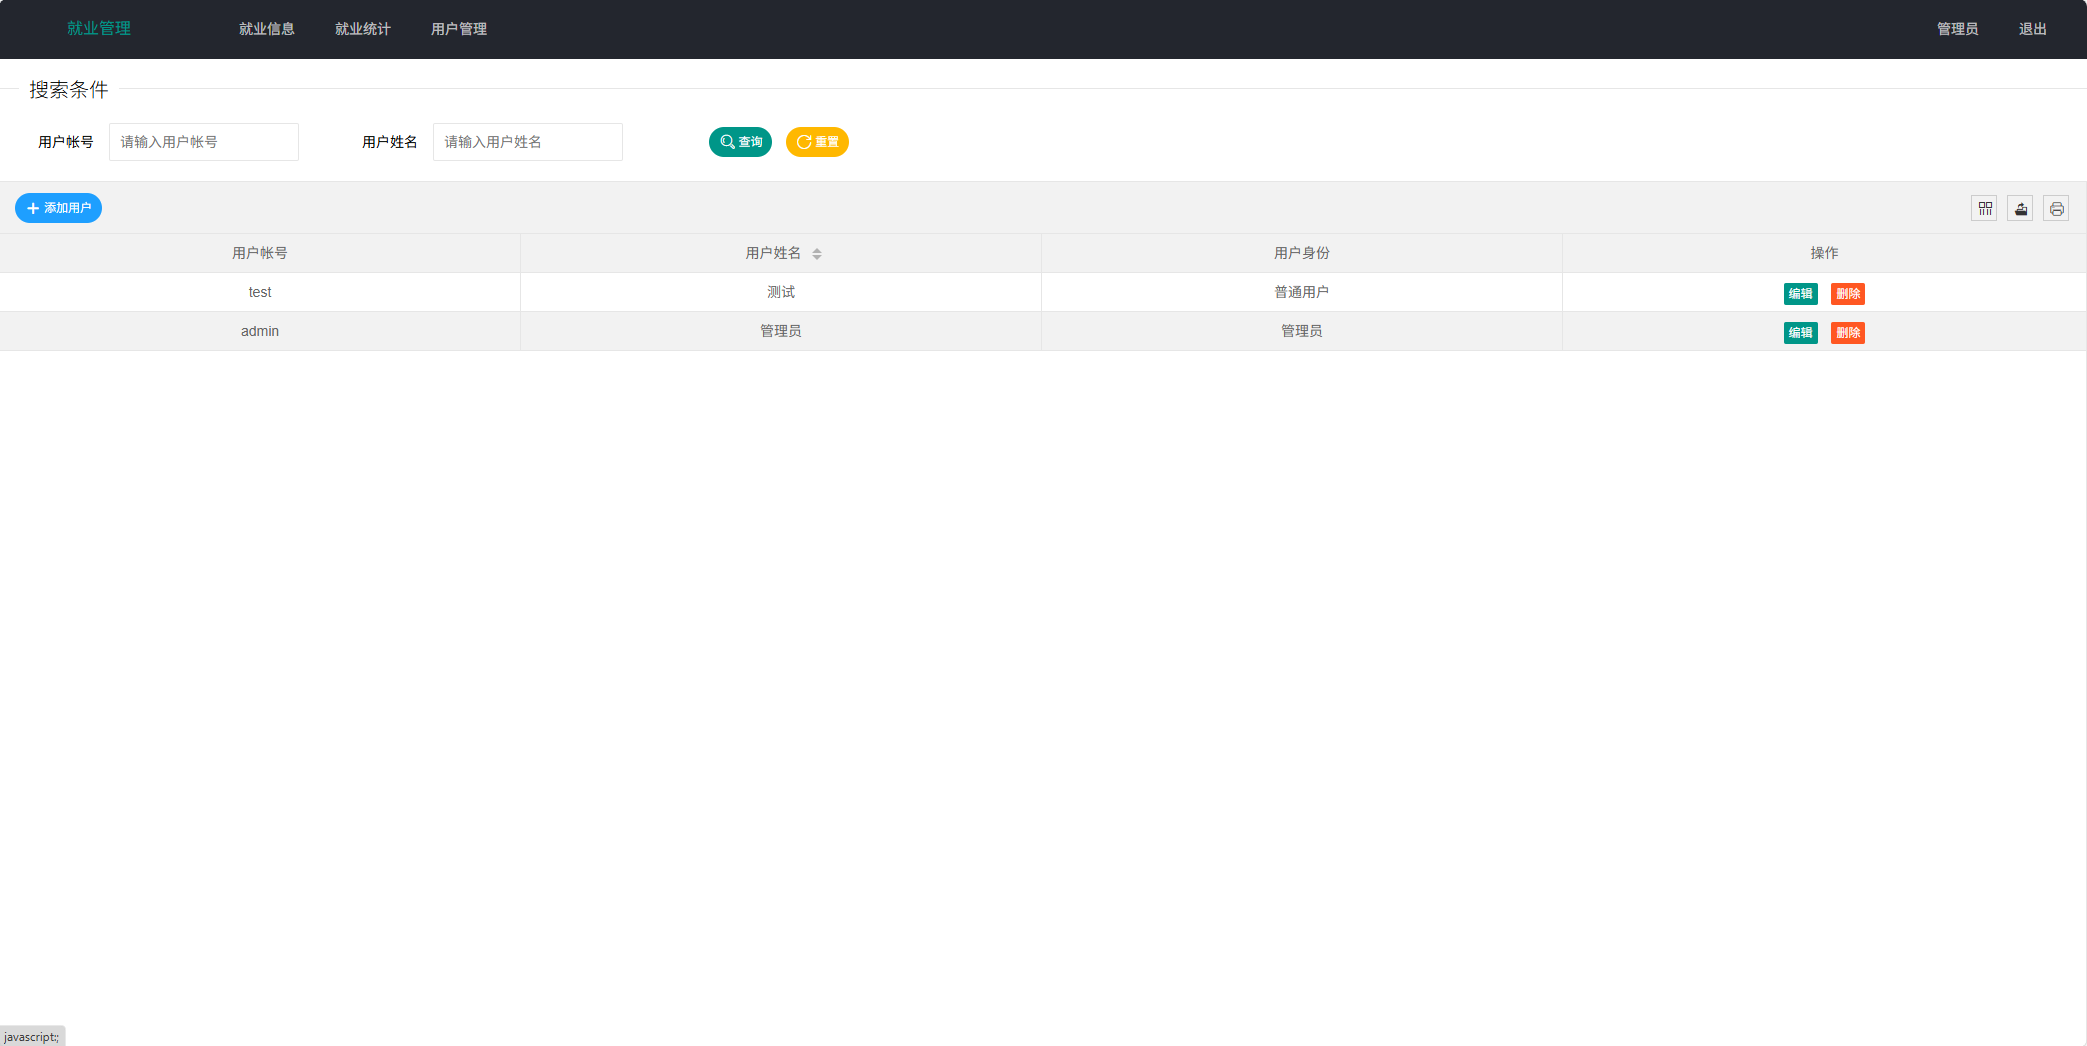 就业管理 就业信息 就业统计 用户管理 管理员 退出
搜索条件
用户帐号 请输入用户帐号 用户姓名 请输入用户姓名 查询 重置
添加用户
用户帐号 用户姓名 用户身份 操作
test 测试 普通用户 编辑 删除
admin 管理员 管理员 编辑 删除
javascript:;